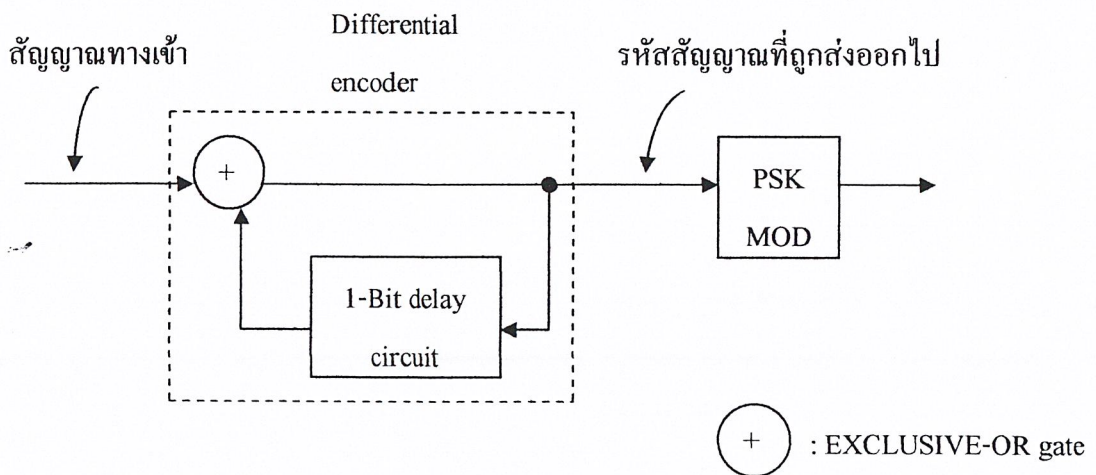 Differential
encoder
สัญญาณทางเข้า
รหัสสัญญาณที่ถูกส่งออกไป
+
PSK
MOD
1-Bit delay
circuit
+ : EXCLUSIVE-OR gate